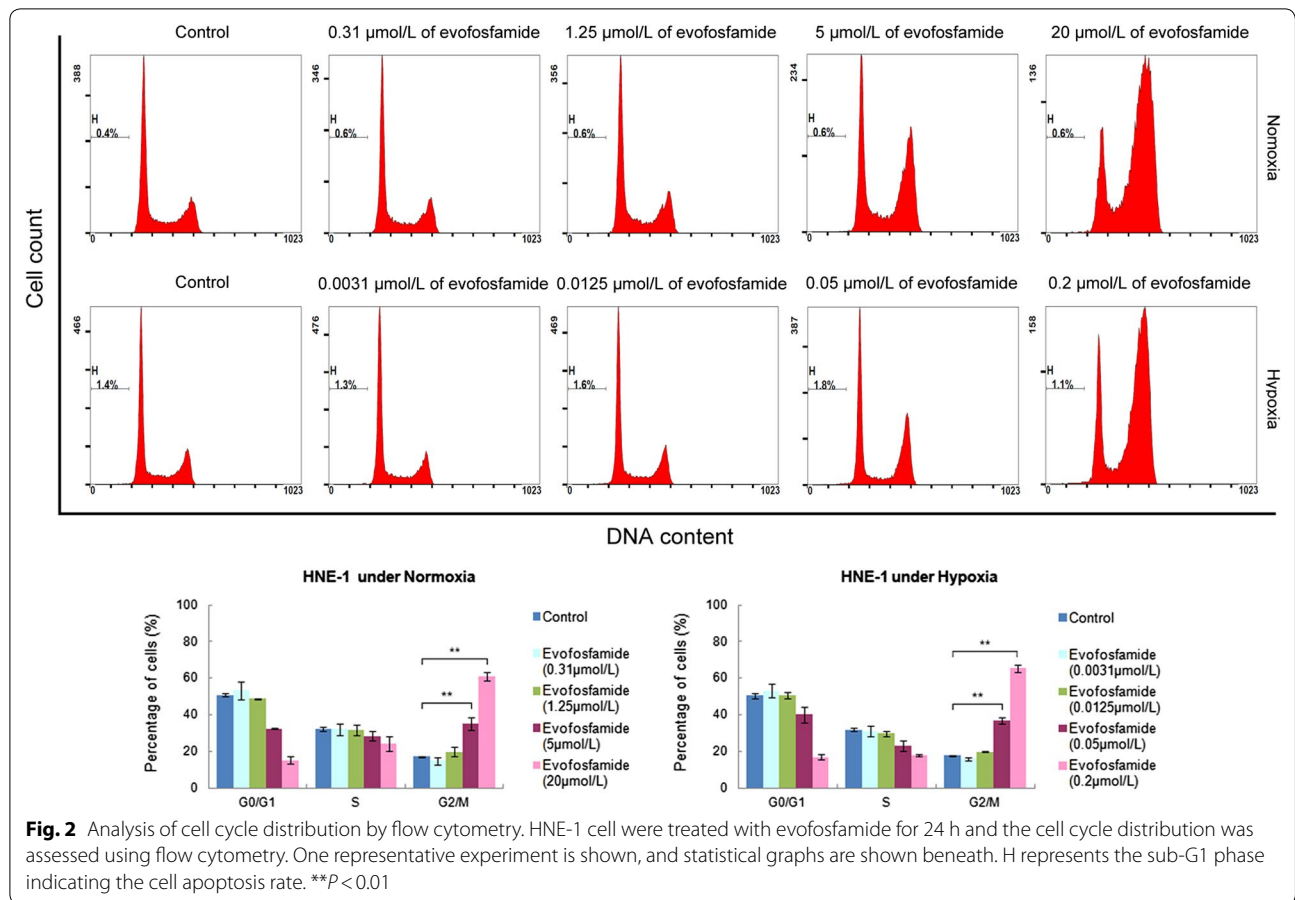 Control
0.31 µmol/L of evofosfamide
1.25 µmol/L of evofosfamide
5 µmol/L of evofosfamide
20 µmol/L of evofosfamide
388
H
0.4%
0
1023
346
H
0.6%
0
1023
356
H
0.6%
0
1023
234
H
0.6%
0
1023
136
H
0.6%
0
1023
Nomoxia
Cell count
Control
0.0031 µmol/L of evofosfamide
0.0125 µmol/L of evofosfamide
0.05 µmol/L of evofosfamide
0.2 µmol/L of evofosfamide
466
H
1.4%
0
1023
476
H
1.3%
0
1023
469
H
1.6%
0
1023
387
H
1.8%
0
1023
158
H
1.1%
0
1023
Hypoxia
DNA content
HNE-1 under Normoxia
Percentage of cells (%)
100
80
60
40
20
0
G0/G1
S
G2/M
**
**
Control
Evofosfamide
(0.31µmol/L)
Evofosfamide
(1.25µmol/L)
Evofosfamide
(5µmol/L)
Evofosfamide
(20µmol/L)
HNE-1 under Hypoxia
Percentage of cells (%)
100
80
60
40
20
0
G0/G1
S
G2/M
**
**
Control
Evofosfamide
(0.0031µmol/L)
Evofosfamide
(0.0125µmol/L)
Evofosfamide
(0.05µmol/L)
Evofosfamide
(0.2µmol/L)
Fig. 2 Analysis of cell cycle distribution by flow cytometry. HNE-1 cell were treated with evofosfamide for 24 h and the cell cycle distribution was
assessed using flow cytometry. One representative experiment is shown, and statistical graphs are shown beneath. H represents the sub-G1 phase
indicating the cell apoptosis rate. **P < 0.01